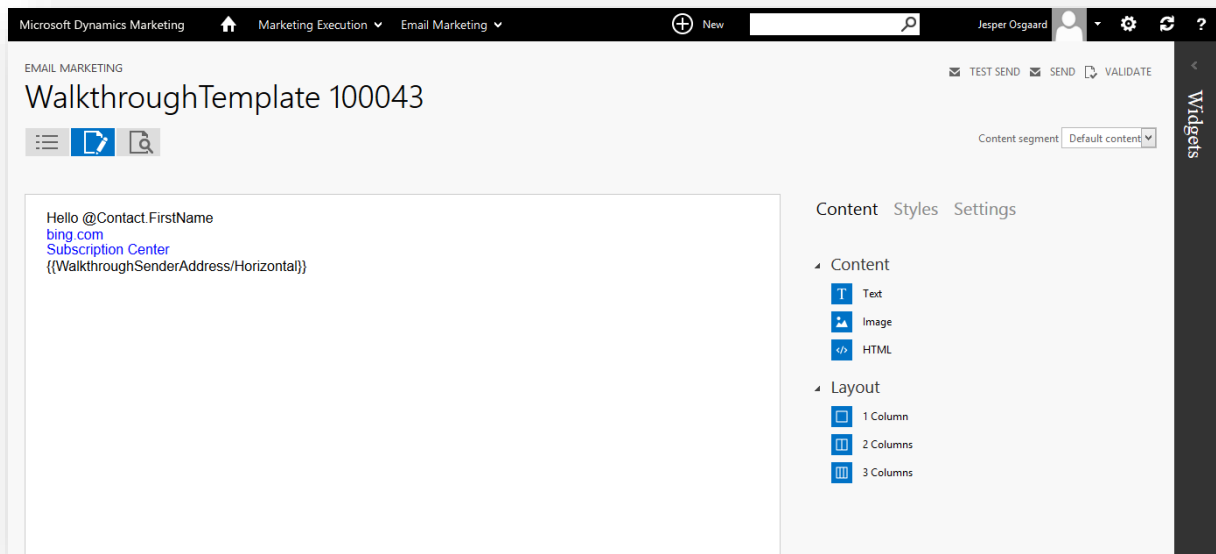 Microsoft Dynamics Marketing Marketing Execution Email Marketing New Jesper Osgaard ?
EMAIL MARKETING
TEST SEND SEND VALIDATE
WalkthroughTemplate 100043
Widgets
Content segment Default content
Hello @Contact.FirstName
bing.com
Subscription Center
{{WalkthroughSenderAddress/Horizontal}}
Content Styles Settings
Content
T Text
Image
</> HTML
Layout
1 Column
2 Columns
3 Columns